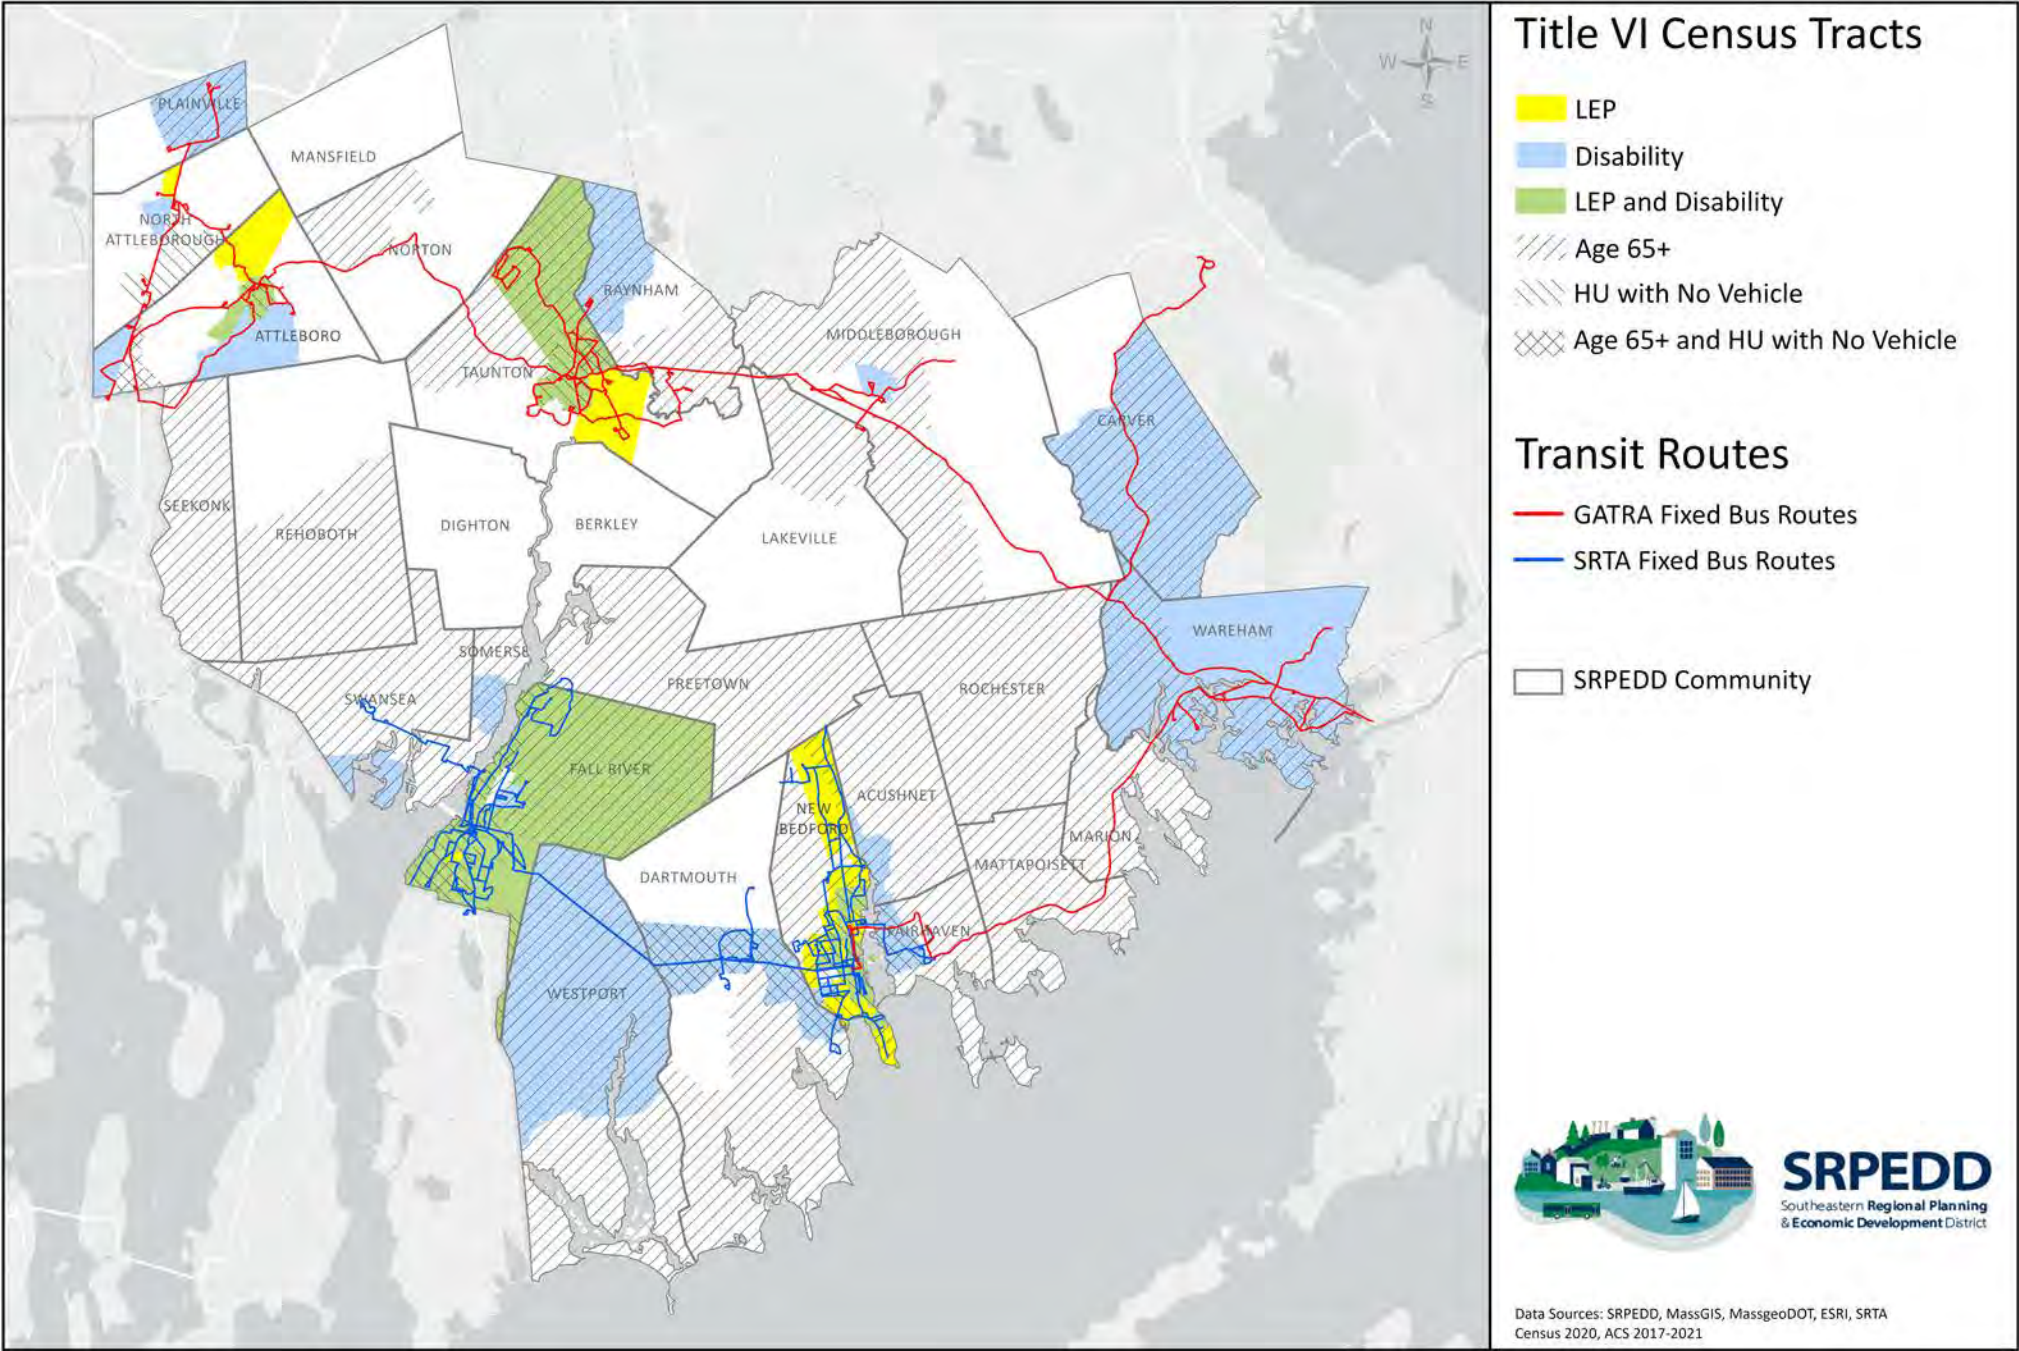 N
W E
S
PLAINVILLE
MANSFIELD
NORTH
ATTLEBOROUGH
NORTON
RAYNHAM
ATTLEBORO
MIDDLEBOROUGH
TAUNTON
CARVER
SEEKONK
REHOBOTH
DIGHTON
BERKLEY
LAKEVILLE
WAREHAM
SOMERSE
SWANSEA
FREETOWN
ROCHESTER
FALL RIVER
ACUSHNET
NEW
BEDFORD
MARION
MATTAPOISETT
DARTMOUTH
FAIRHAVEN
WESTPORT
Title VI Census Tracts
LEP
Disability
LEP and Disability
Age 65+
HU with No Vehicle
Age 65+ and HU with No Vehicle
Transit Routes
GATRA Fixed Bus Routes
SRTA Fixed Bus Routes
SRPEDD Community
SRPEDD
Southeastern Regional Planning
& Economic Development District
Data Sources: SRPEDD, MassGIS, MassgeoDOT, ESRI, SRTA
Census 2020, ACS 2017-2021